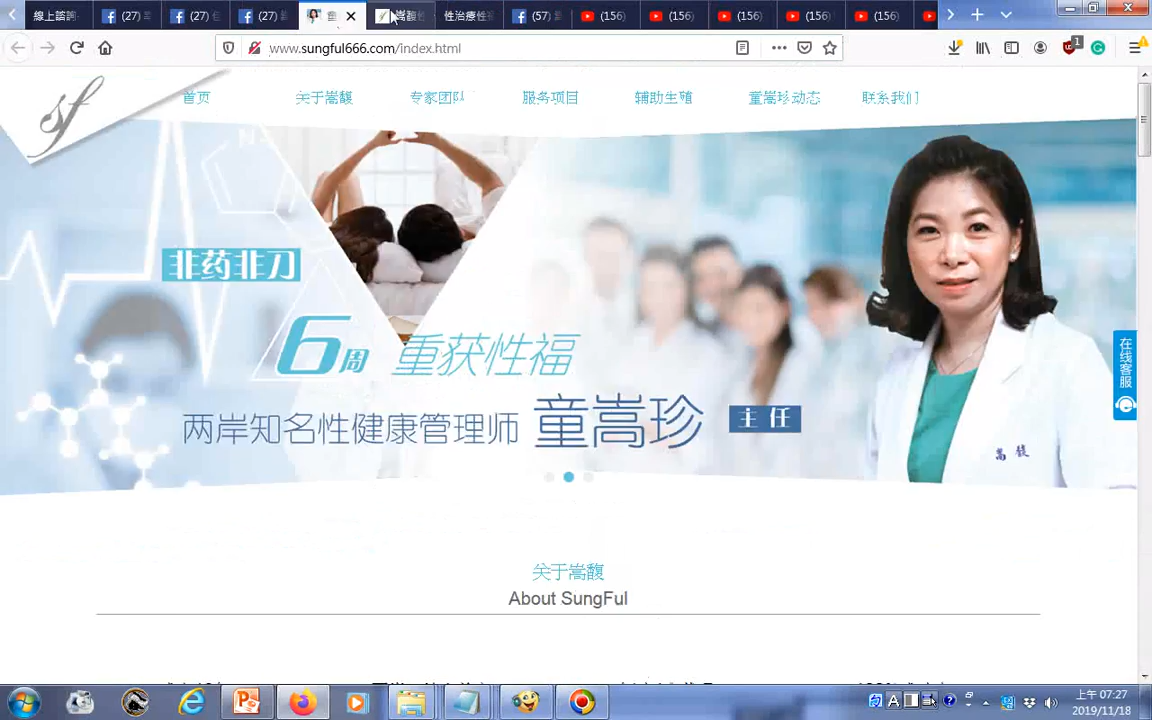 線上諮詢
(27)
(27)
(27)
嵩馥性
性治療性
(57)
(156)
(156)
(156)
(156)
(156)
www.sungful666.com/index.html
1
sf
首页
关于嵩馥
专家团队
服务项目
辅助生殖
童嵩珍动态
联系我们
非药非刀
6周 重获性福
两岸知名性健康管理师 童嵩珍 主任
嵩馥
在线客服
关于嵩馥
About SungFul
上午 07:27
2019/11/18